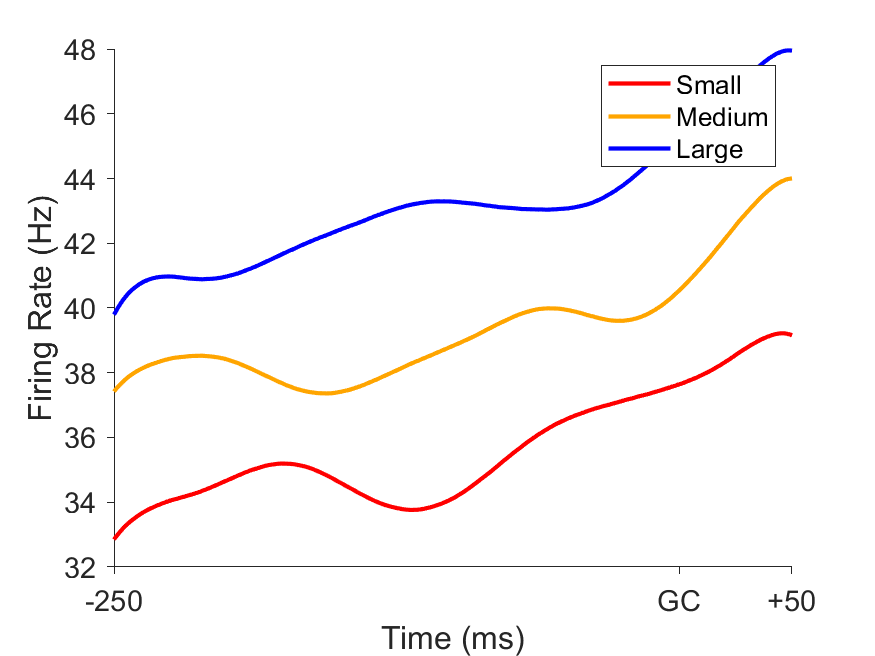 48
46
44
42
40
38
36
34
32
Firing Rate (Hz)
Small
Medium
Large
-250
GC
+50
Time (ms)